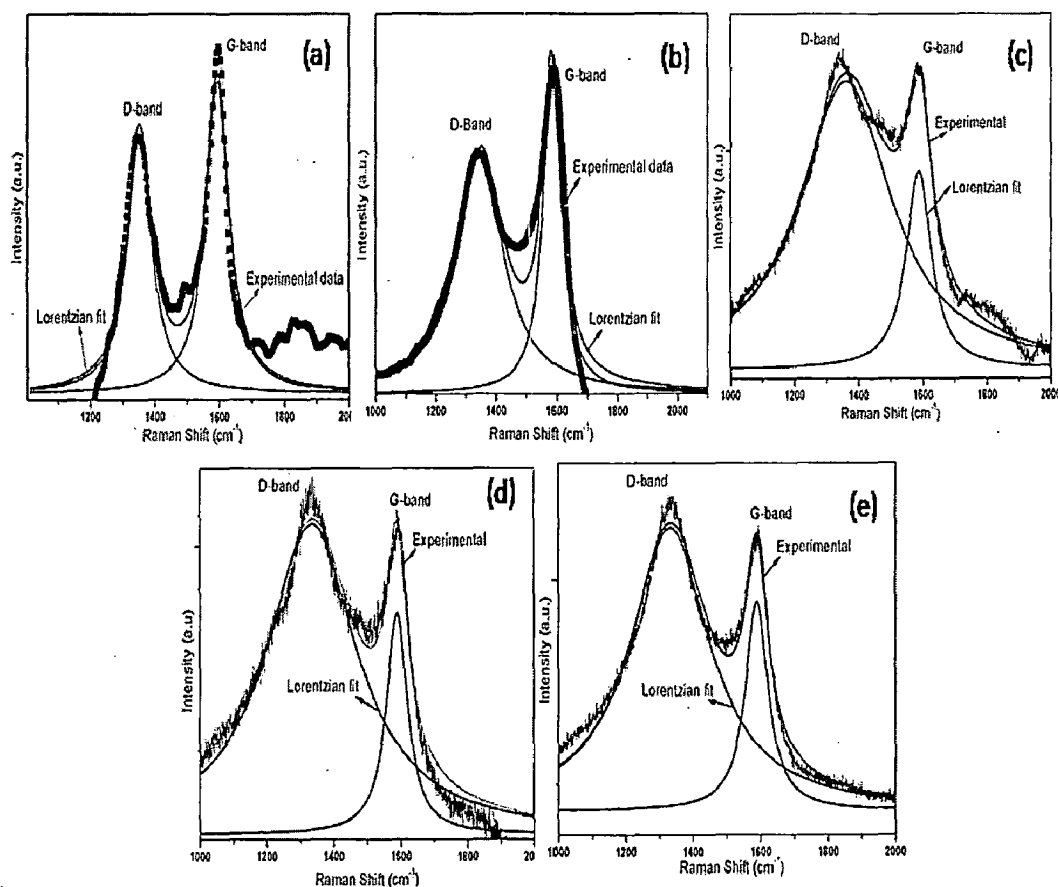 (a)
G-band
D-band
Experimental data
Lorentzian fit
Intensity (a.u.)
1200 1400 1600 1800 2000
Raman Shift (cm⁻¹)
(b)
G-band
D-Band
Experimental data
Lorentzian fit
Intensity (a.u.)
1000 1200 1400 1600 1800 2000
Raman Shift (cm⁻¹)
(c)
D-band
G-band
Experimental
Lorentzian fit
Intensity (a.u.)
1000 1200 1400 1600 1800 2000
Raman Shift (cm⁻¹)
(d)
D-band
G-band
Experimental
Lorentzian fit
Intensity (a.u)
1000 1200 1400 1600 1800 2000
Raman Shift (cm⁻¹)
(e)
D-band
G-band
Experimental
Lorentzian fit
Intensity (a.u.)
1000 1200 1400 1600 1800 2000
Raman Shift (cm⁻¹)